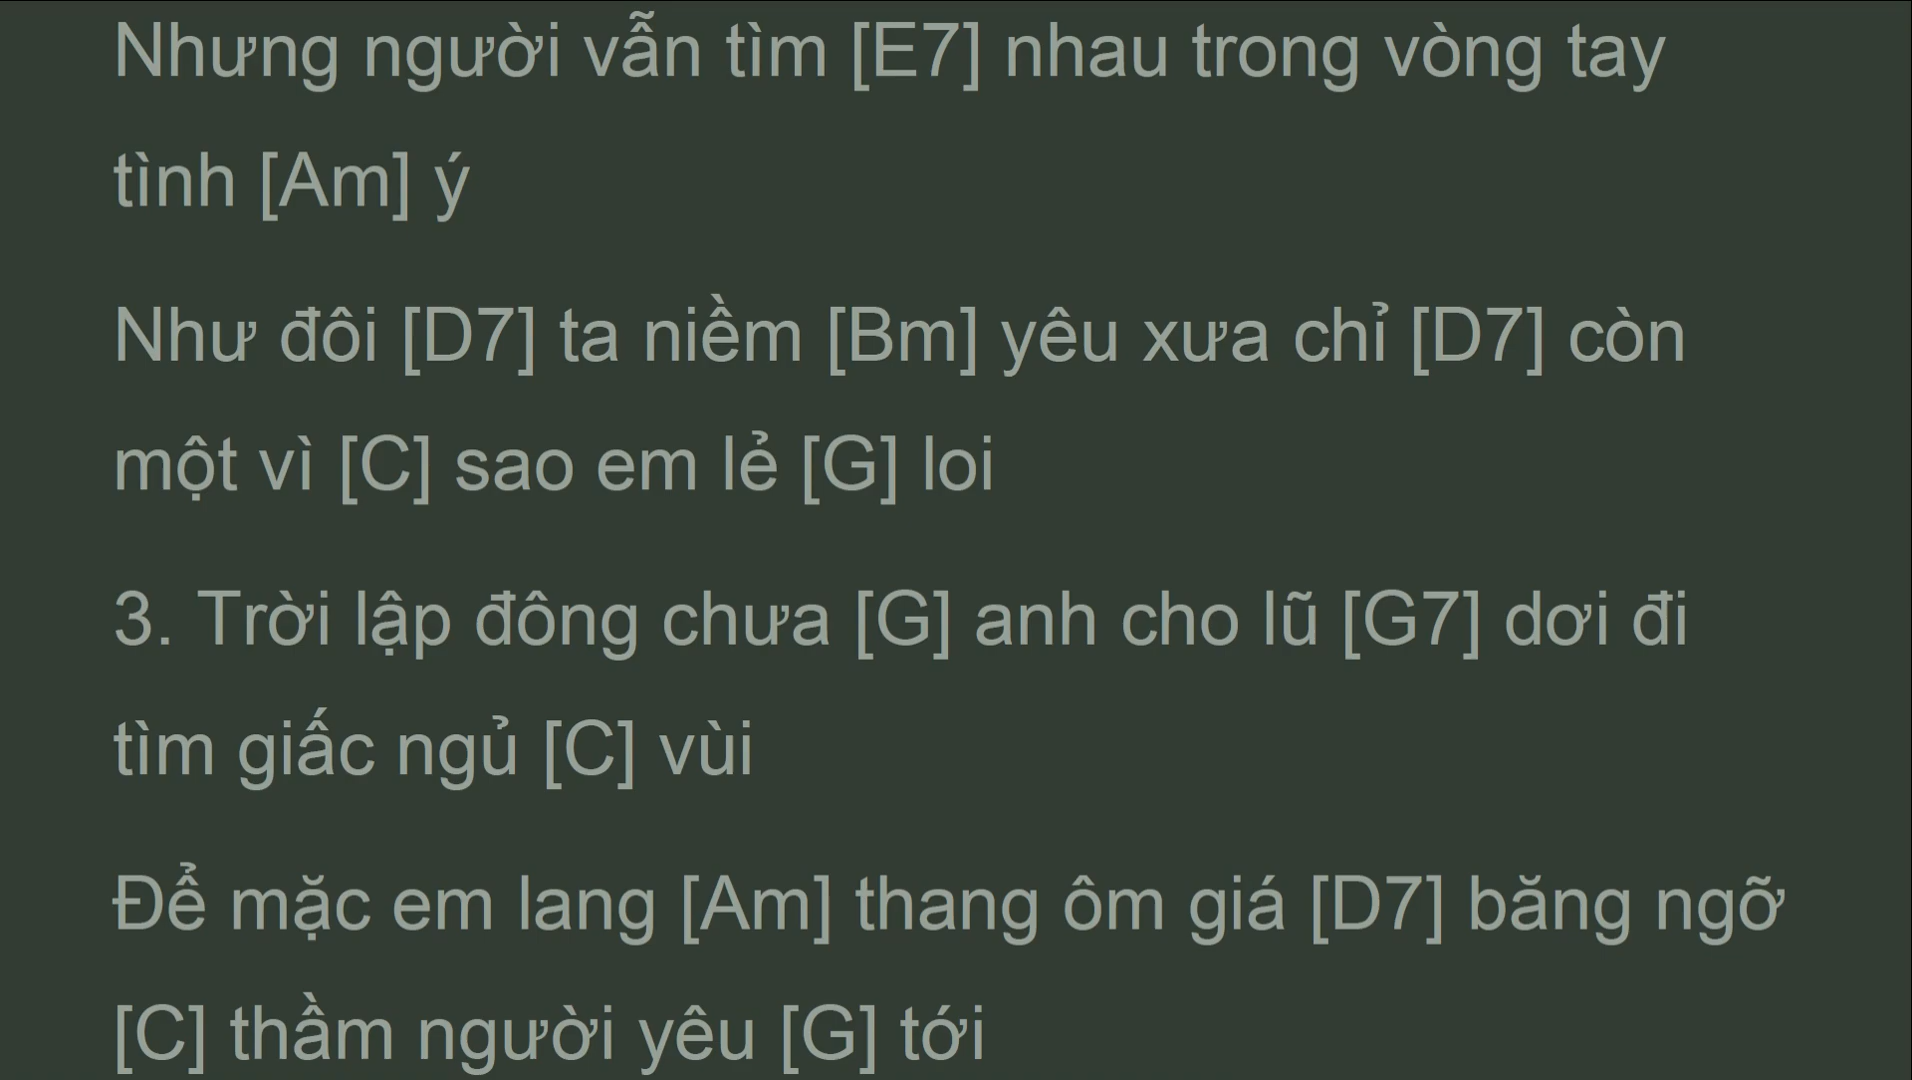 Nhưng người vẫn tìm [E7] nhau trong vòng tay
tình [Am] ý
Như đôi [D7] ta niềm [Bm] yêu xưa chỉ [D7] còn
một vì [C] sao em lẻ [G] loi
3. Trời lập đông chưa [G] anh cho lũ [G7] dơi đi
tìm giấc ngủ [C] vùi
Để mặc em lang [Am] thang ôm giá [D7] băng ngỡ
[C] thầm người yêu [G] tới